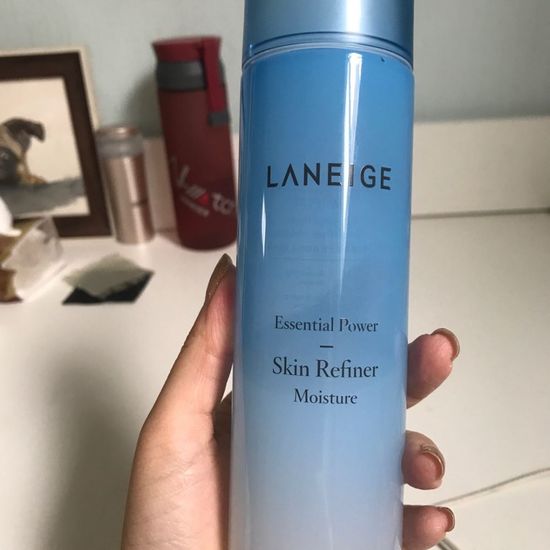 LANEIGE
Essential Power
Skin Refiner
Moisture